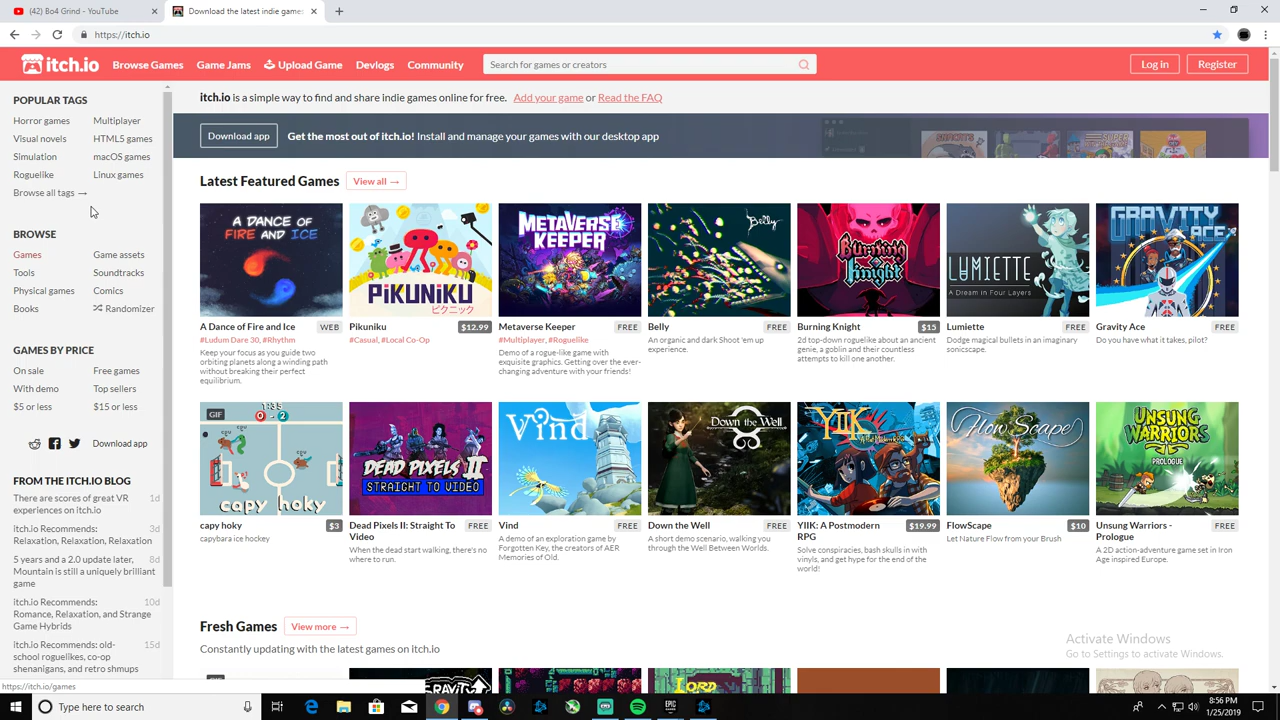 (42) Bo4 Grind - YouTube
Download the latest indie games
https://itch.io
itch.io
Browse Games
Game Jams
Upload Game
Devlogs
Community
Search for games or creators
Log in
Register
POPULAR TAGS
Horror games
Multiplayer
Visual novels
HTML5 games
Simulation
macOS games
Roguelike
Linux games
Browse all tags →
BROWSE
Games
Game assets
Tools
Soundtracks
Physical games
Comics
Books
Randomizer
GAMES BY PRICE
On sale
Free games
With demo
Top sellers
$5 or less
$15 or less
Download app
FROM THE ITCH.IO BLOG
There are scores of great VR 1d
experiences on itch.io
itch.io Recommends: 3d
Relaxation, Relaxation, Relaxation
5 years and a 2.0 update later, 8d
Mountain is still a uniquely brilliant
game
itch.io Recommends: 10d
Romance, Relaxation, and Strange
Game Hybrids
itch.io Recommends: old- 15d
school roguelikes, co-op
shenanigans, and retro shmups
https://itch.io/games
itch.io is a simple way to find and share indie games online for free. Add your game or Read the FAQ
Download app
Get the most out of itch.io! Install and manage your games with our desktop app
Latest Featured Games
View all →
A DANCE OF
FIRE AND ICE
A Dance of Fire and Ice WEB
#Ludum Dare 30, #Rhythm
Keep your focus as you guide two
orbiting planets along a winding path
without breaking their perfect
equilibrium.
PIKUNIKU
ピクニック
Pikuniku $12.99
#Casual, #Local Co-Op
METAVERSE
KEEPER
Metaverse Keeper FREE
#Multiplayer, #Roguelike
Demo of a rogue-like game with
exquisite graphics. Getting over the ever-
changing adventure with your friends!
Belly
Belly FREE
An organic and dark Shoot 'em up
experience.
Burning
Knight
Burning Knight $15
2d top-down roguelike about an ancient
genie, a goblin and their countless
attempts to kill one another.
LUMIETTE
A Dream in Four Layers
Lumiette FREE
Dodge magical bullets in an imaginary
sonicscape.
GRAVITY
ACE
Gravity Ace FREE
Do you have what it takes, pilot?
GIF
1:35
0 - 2
capy hoky
capy hoky $3
capybara ice hockey
DEAD PIXELS II
STRAIGHT TO VIDEO
Dead Pixels II: Straight To FREE
Video
When the dead start walking, there's no
where to run.
Vind
Vind FREE
A demo of an exploration game by
Forgotten Key, the creators of AER
Memories of Old.
Down the Well
Down the Well FREE
A short demo scenario, walking you
through the Well Between Worlds.
YIIK
YIIK: A Postmodern $19.99
RPG
Solve conspiracies, bash skulls in with
vinyls, and get hype for the end of the
world!
Flow Scape
FlowScape $10
Let Nature Flow from your Brush
UNSUNG
WARRIORS
PROLOGUE
Unsung Warriors - FREE
Prologue
A 2D action-adventure game set in Iron
Age inspired Europe.
Fresh Games
View more →
Constantly updating with the latest games on itch.io
GRAVITY
LORD
Activate Windows
Go to Settings to activate Windows.
Type here to search
EPIC
GAMES
8:56 PM
1/25/2019